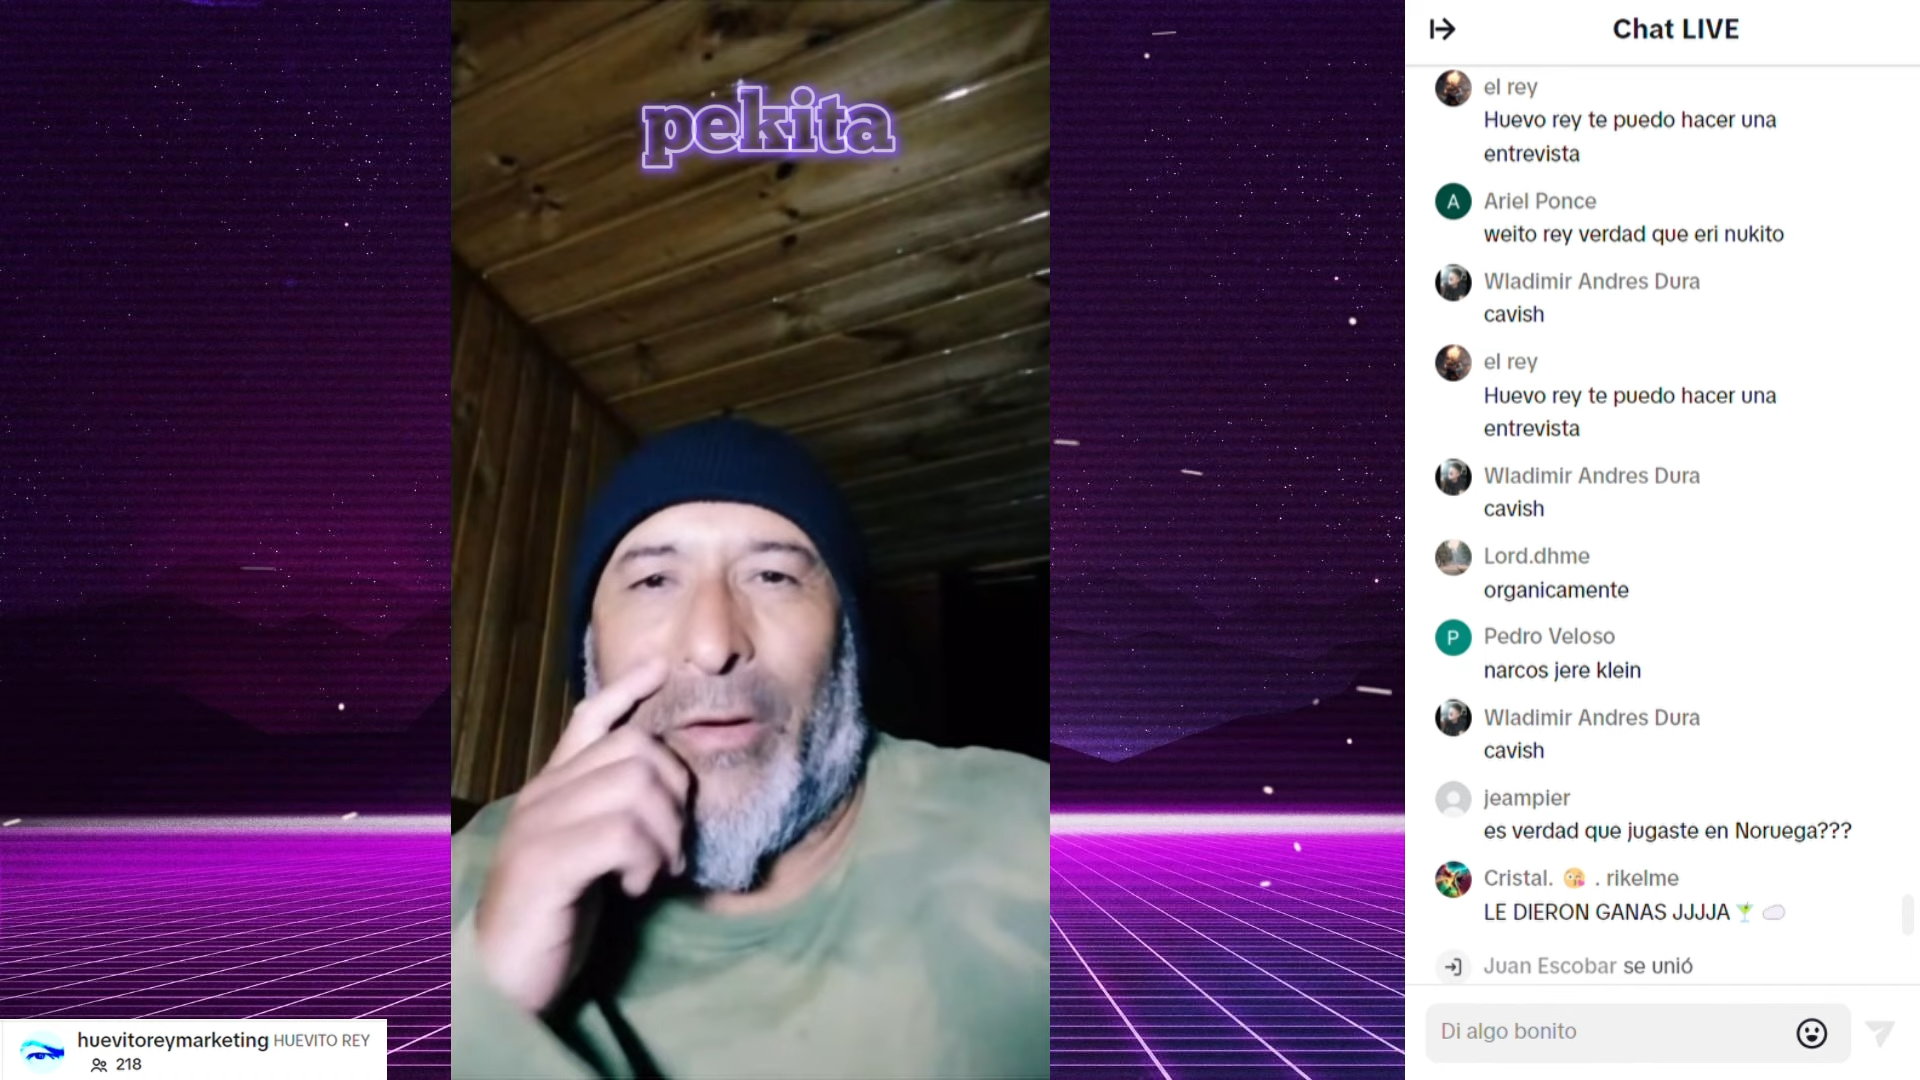 pekita
Chat LIVE
el rey
Huevo rey te puedo hacer una
entrevista
A
Ariel Ponce
weito rey verdad que eri nukito
Wladimir Andres Dura
cavish
el rey
Huevo rey te puedo hacer una
entrevista
Wladimir Andres Dura
cavish
Lord.dhme
organicamente
P
Pedro Veloso
narcos jere klein
Wladimir Andres Dura
cavish
jeampier
es verdad que jugaste en Noruega???
Cristal. 😘 . rikelme
LE DIERON GANAS JJJJA🍸 
Juan Escobar se unió
Di algo bonito
huevitoreymarketing HUEVITO REY
218